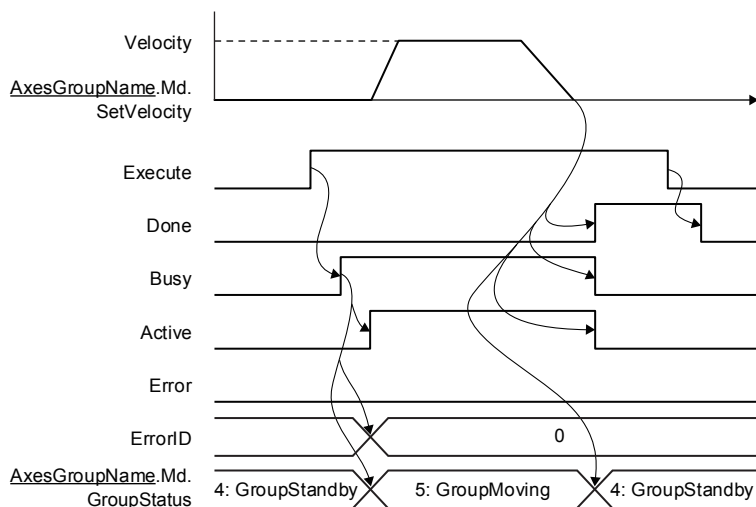 Velocity
AxesGroupName.Md.
SetVelocity
Execute
Done
Busy
Active
Error
ErrorID
0
AxesGroupName.Md.
GroupStatus
4: GroupStandby
5: GroupMoving
4: GroupStandby